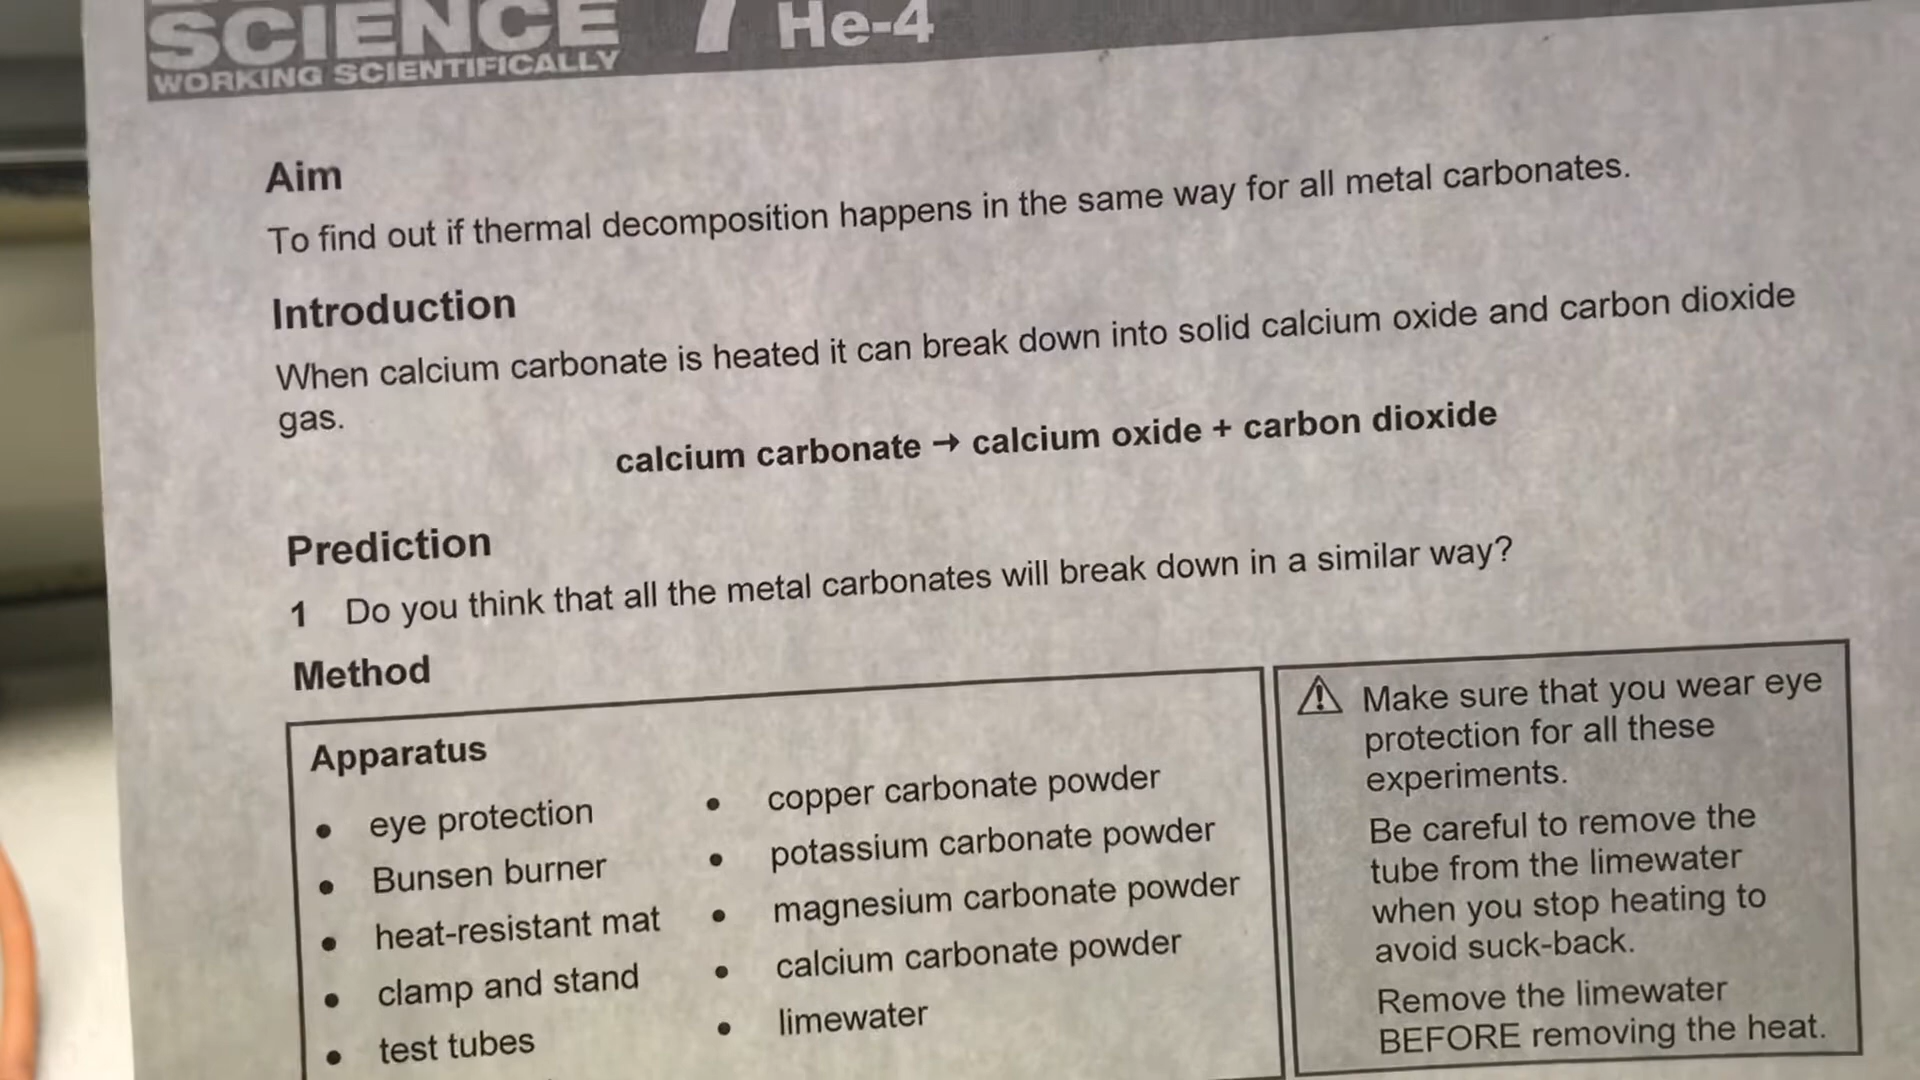 SCIENCE 7 He-4
WORKING SCIENTIFICALLY
Aim
To find out if thermal decomposition happens in the same way for all metal carbonates.
Introduction
When calcium carbonate is heated it can break down into solid calcium oxide and carbon dioxide
gas.
calcium carbonate → calcium oxide + carbon dioxide
Prediction
1 Do you think that all the metal carbonates will break down in a similar way?
Method
Apparatus
• eye protection
• Bunsen burner
• heat-resistant mat
• clamp and stand
• test tubes
• copper carbonate powder
• potassium carbonate powder
• magnesium carbonate powder
• calcium carbonate powder
• limewater
Make sure that you wear eye
protection for all these
experiments.
Be careful to remove the
tube from the limewater
when you stop heating to
avoid suck-back.
Remove the limewater
BEFORE removing the heat.